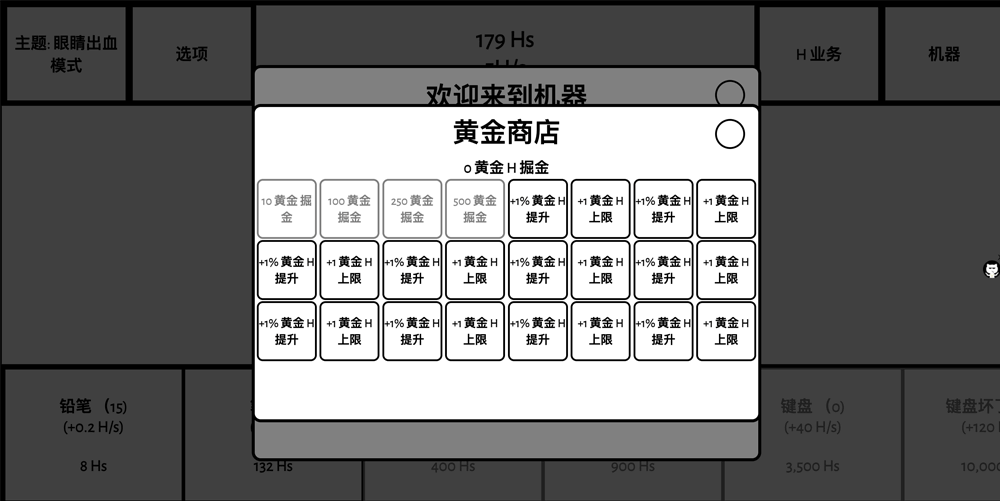 主题: 眼睛出血
模式
选项
179 Hs
H 业务
机器
欢迎来到机器
黄金商店
0 黄金 H 掘金
10 黄金 掘
金
100 黄金
掘金
250 黄金
掘金
500 黄金
掘金
+1% 黄金 H
提升
+1 黄金 H
上限
+1% 黄金 H
提升
+1 黄金 H
上限
+1% 黄金 H
提升
+1 黄金 H
上限
+1% 黄金 H
提升
+1 黄金 H
上限
+1% 黄金 H
提升
+1 黄金 H
上限
+1% 黄金 H
提升
+1 黄金 H
上限
+1% 黄金 H
提升
+1 黄金 H
上限
+1% 黄金 H
提升
+1 黄金 H
上限
+1% 黄金 H
提升
+1 黄金 H
上限
+1% 黄金 H
提升
+1 黄金 H
上限
铅笔 （15）
(+0.2 H/s)
8 Hs
132 Hs
400 Hs
900 Hs
键盘 （0）
(+40 H/s)
3,500 Hs
键盘坏
(+120
10,000